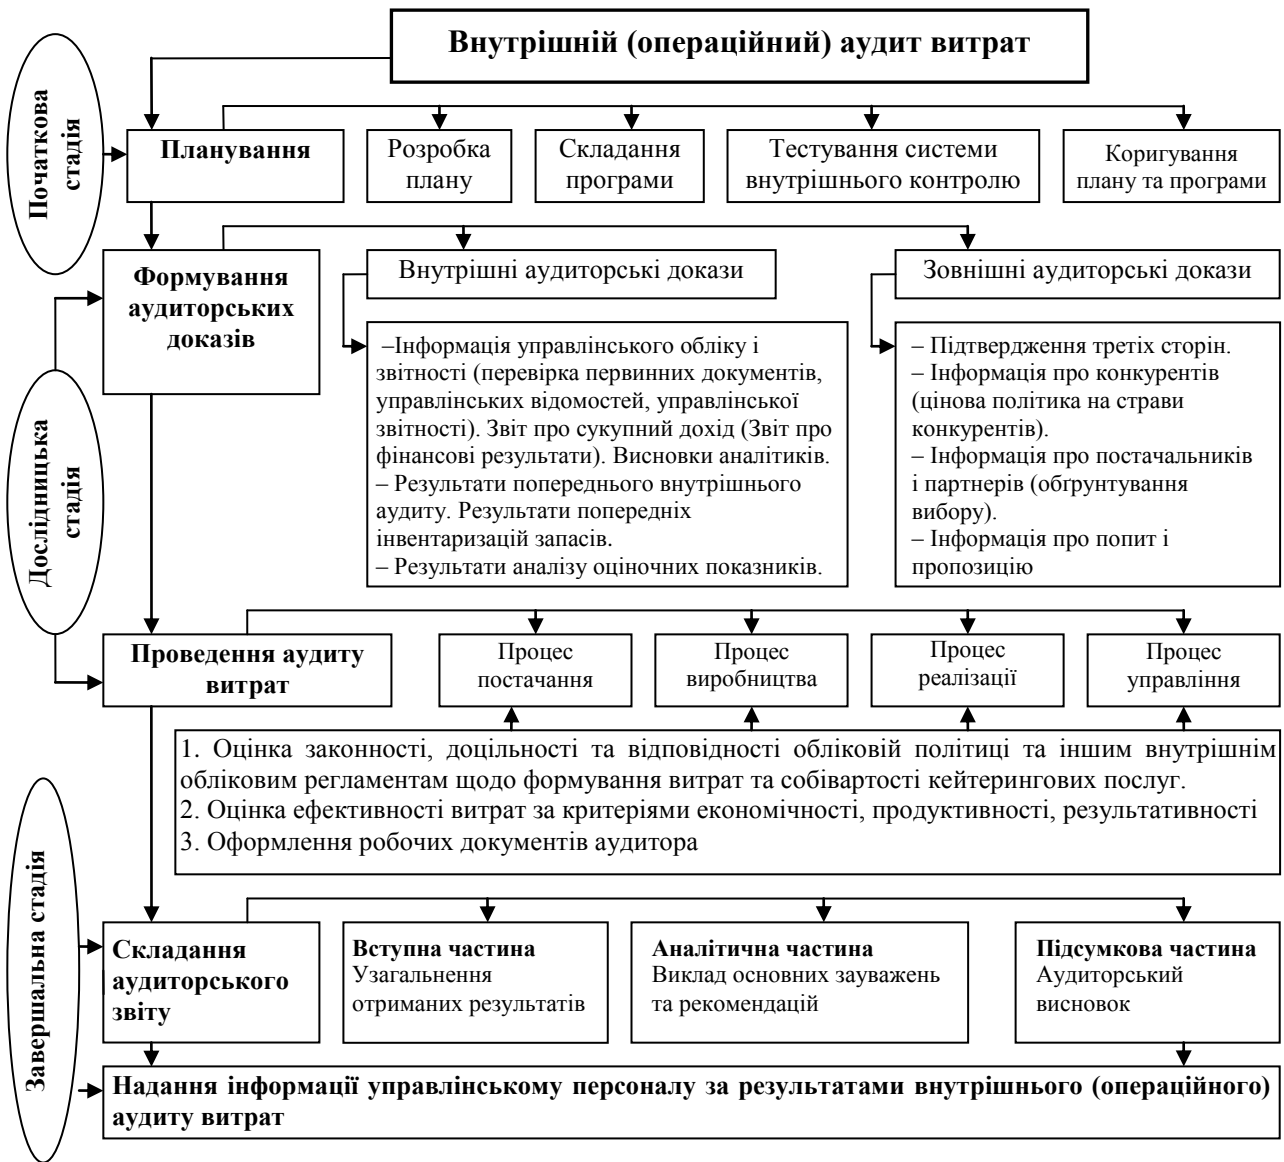 Внутрішній (операційний) аудит витрат
Початкова
стадія
Планування
Розробка
плану
Складання
програми
Тестування системи
внутрішнього контролю
Коригування
плану та програми
Формування
аудиторських
доказів
Внутрішні аудиторські докази
Зовнішні аудиторські докази
Дослідницька
стадія
–Інформація управлінського обліку і
звітності (перевірка первинних документів,
управлінських відомостей, управлінської
звітності). Звіт про сукупний дохід (Звіт про
фінансові результати). Висновки аналітиків.
– Результати попереднього внутрішнього
аудиту. Результати попередніх
інвентаризацій запасів.
– Результати аналізу оціночних показників.
– Підтвердження третіх сторін.
– Інформація про конкурентів
(цінова політика на страви
конкурентів).
– Інформація про постачальників
і партнерів (обґрунтування
вибору).
– Інформація про попит і
пропозицію
Проведення аудиту
витрат
Процес
постачання
Процес
виробництва
Процес
реалізації
Процес
управління
1. Оцінка законності, доцільності та відповідності обліковій політиці та іншим внутрішнім
обліковим регламентам щодо формування витрат та собівартості кейтерингових послуг.
2. Оцінка ефективності витрат за критеріями економічності, продуктивності, результативності
3. Оформлення робочих документів аудитора
Завершальна стадія
Складання
аудиторського
звіту
Вступна частина
Узагальнення
отриманих результатів
Аналітична частина
Виклад основних зауважень
та рекомендацій
Підсумкова частина
Аудиторський
висновок
Надання інформації управлінському персоналу за результатами внутрішнього (операційного)
аудиту витрат